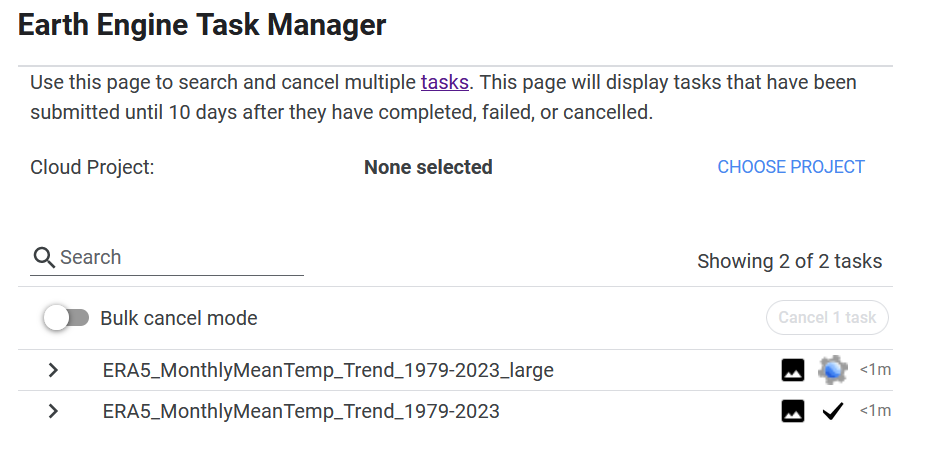 Earth Engine Task Manager
Use this page to search and cancel multiple tasks. This page will display tasks that have been
submitted until 10 days after they have completed, failed, or cancelled.
Cloud Project: None selected CHOOSE PROJECT
Search Showing 2 of 2 tasks
Bulk cancel mode Cancel 1 task
ERA5_MonthlyMeanTemp_Trend_1979-2023_large <1m
ERA5_MonthlyMeanTemp_Trend_1979-2023 <1m